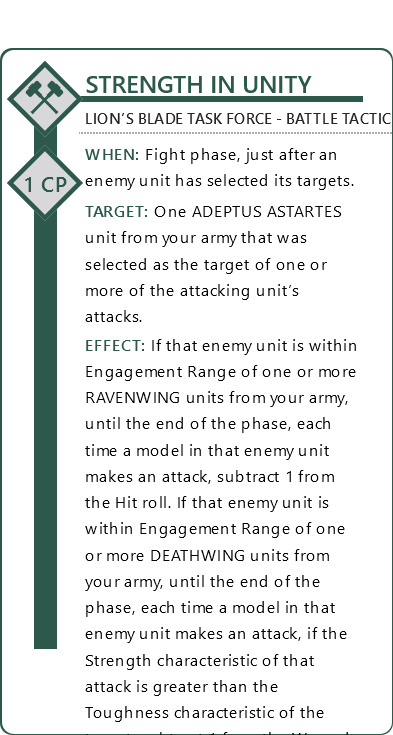 STRENGTH IN UNITY
LION'S BLADE TASK FORCE - BATTLE TACTIC
1 CP
WHEN: Fight phase, just after an
enemy unit has selected its targets.
TARGET: One ADEPTUS ASTARTES
unit from your army that was
selected as the target of one or
more of the attacking unit's
attacks.
EFFECT: If that enemy unit is within
Engagement Range of one or more
RAVENWING units from your army,
until the end of the phase, each
time a model in that enemy unit
makes an attack, subtract 1 from
the Hit roll. If that enemy unit is
within Engagement Range of one
or more DEATHWING units from
your army, until the end of the
phase, each time a model in that
enemy unit makes an attack, if the
Strength characteristic of that
attack is greater than the
Toughness characteristic of the